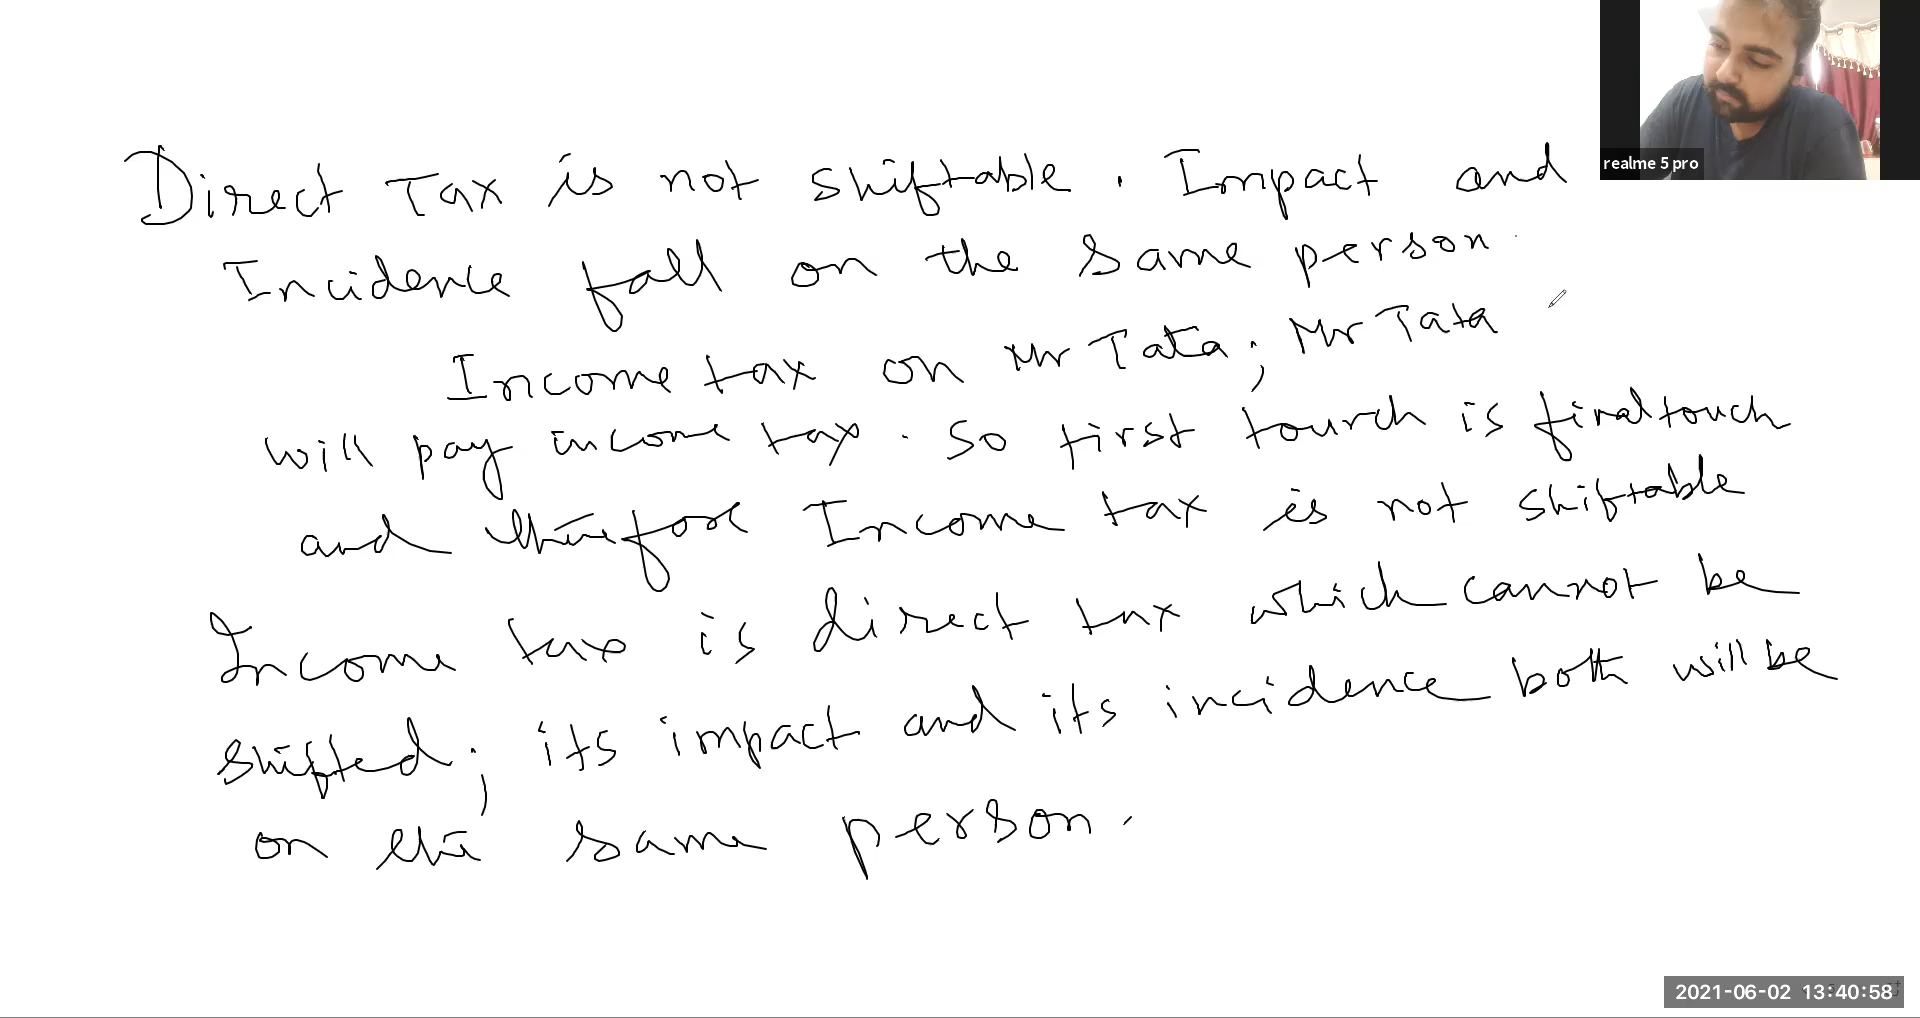 Direct Tax is not shiftable. Impact and
realme 5 pro
Incidence fall on the same person.
Income tax on Mr Tata; Mr Tata
will pay income tax. So first tourch is final touch
and therefore Income tax is not shiftable
Income tax is direct tax which cannot be
shifted; its impact and its incidence both will be
on the same person.
2021-06-02 13:40:58